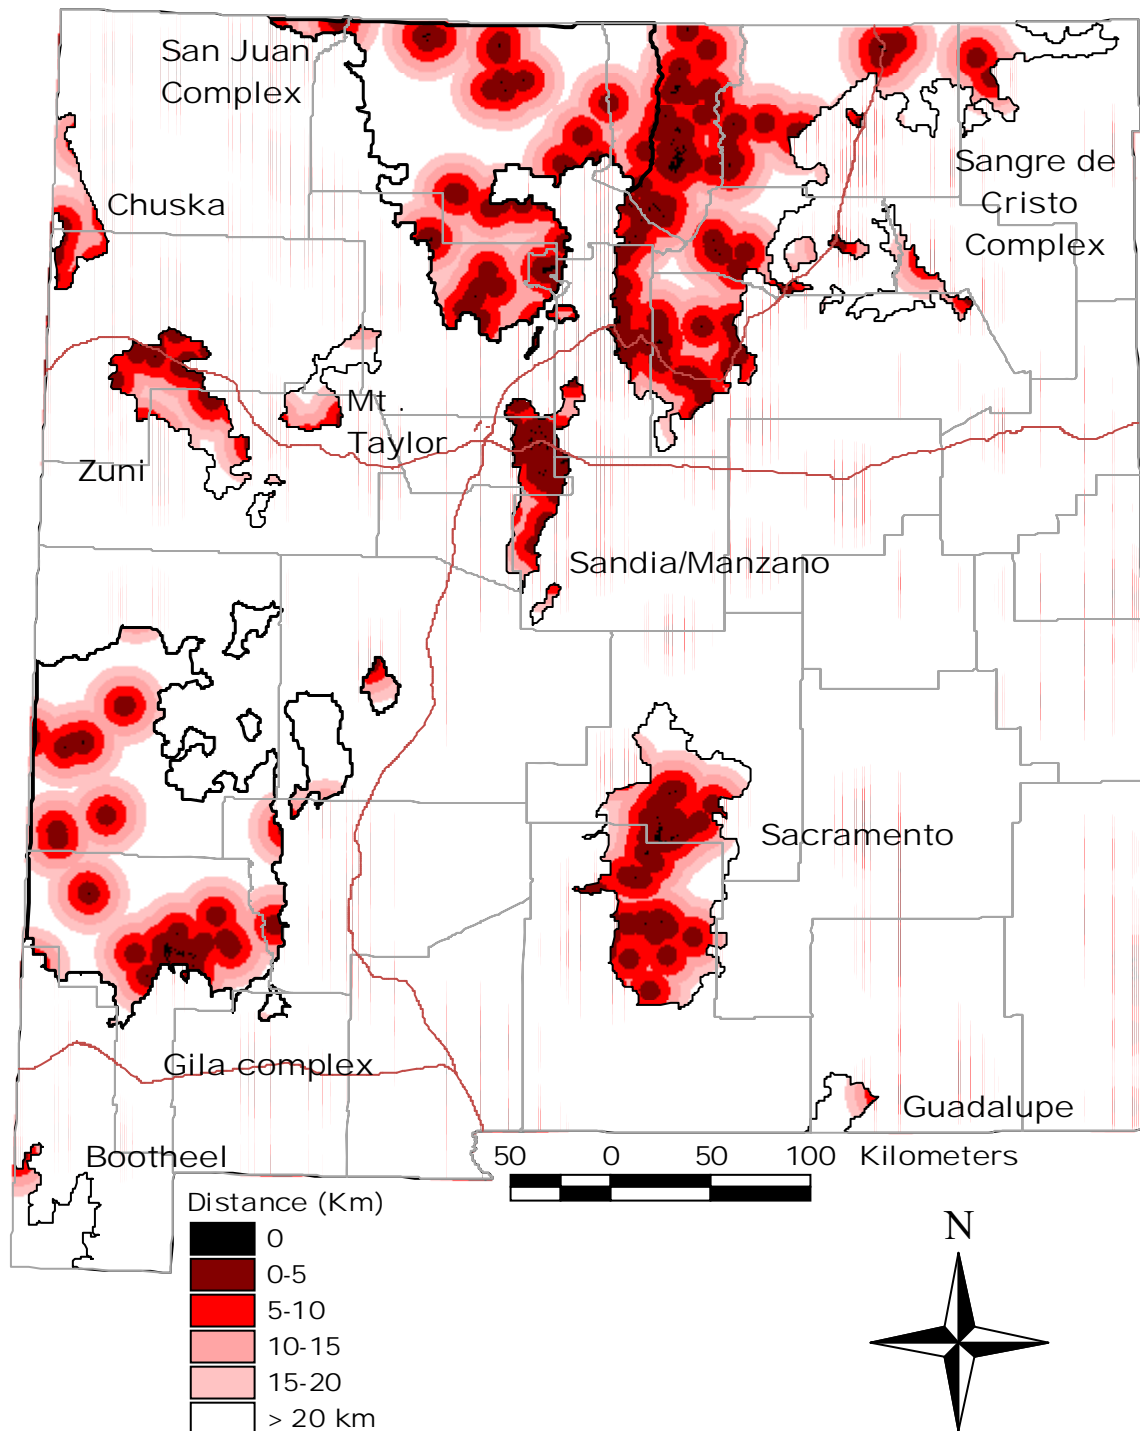 San Juan
Complex
Sangre de
Cristo
Complex
Chuska
Mt .
Taylor
Zuni
Sandia/Manzano
Sacramento
Gila complex
Guadalupe
Bootheel
50 0 50 100 Kilometers
Distance (Km)
0
0-5
5-10
10-15
15-20
> 20 km
N